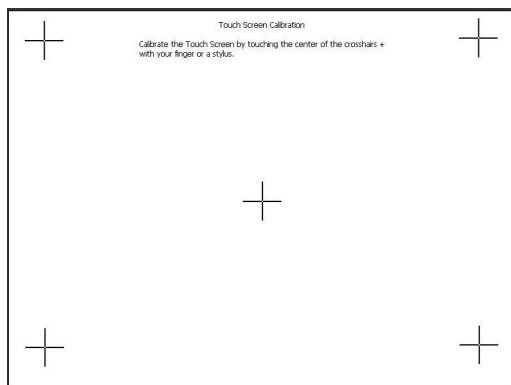 Touch Screen Calibration
Calibrate the Touch Screen by touching the center of the crosshairs +
with your finger or a stylus.